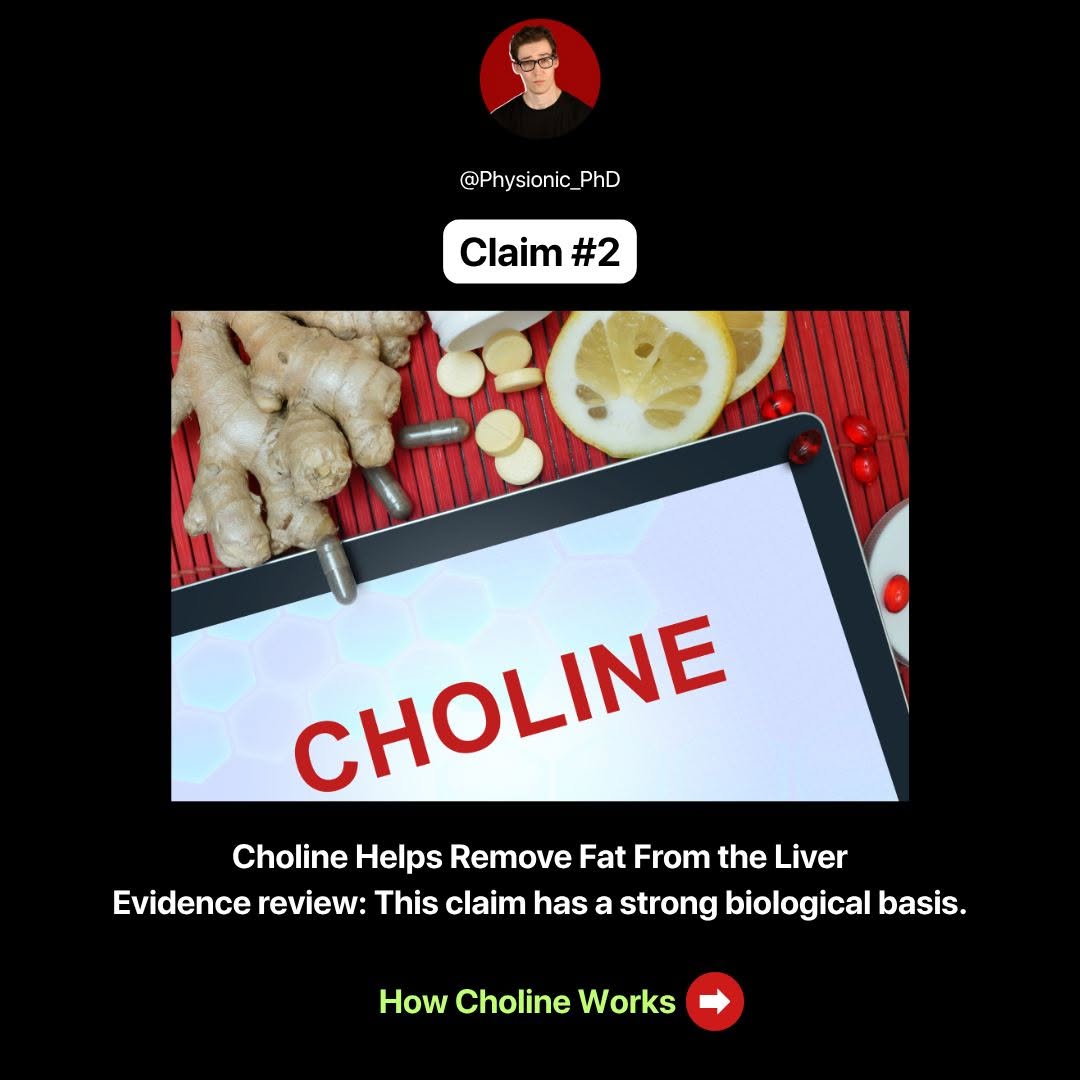 @Physionic_PhD
Claim #2
CHOLINE
Choline Helps Remove Fat From the Liver
Evidence review: This claim has a strong biological basis.
How Choline Works